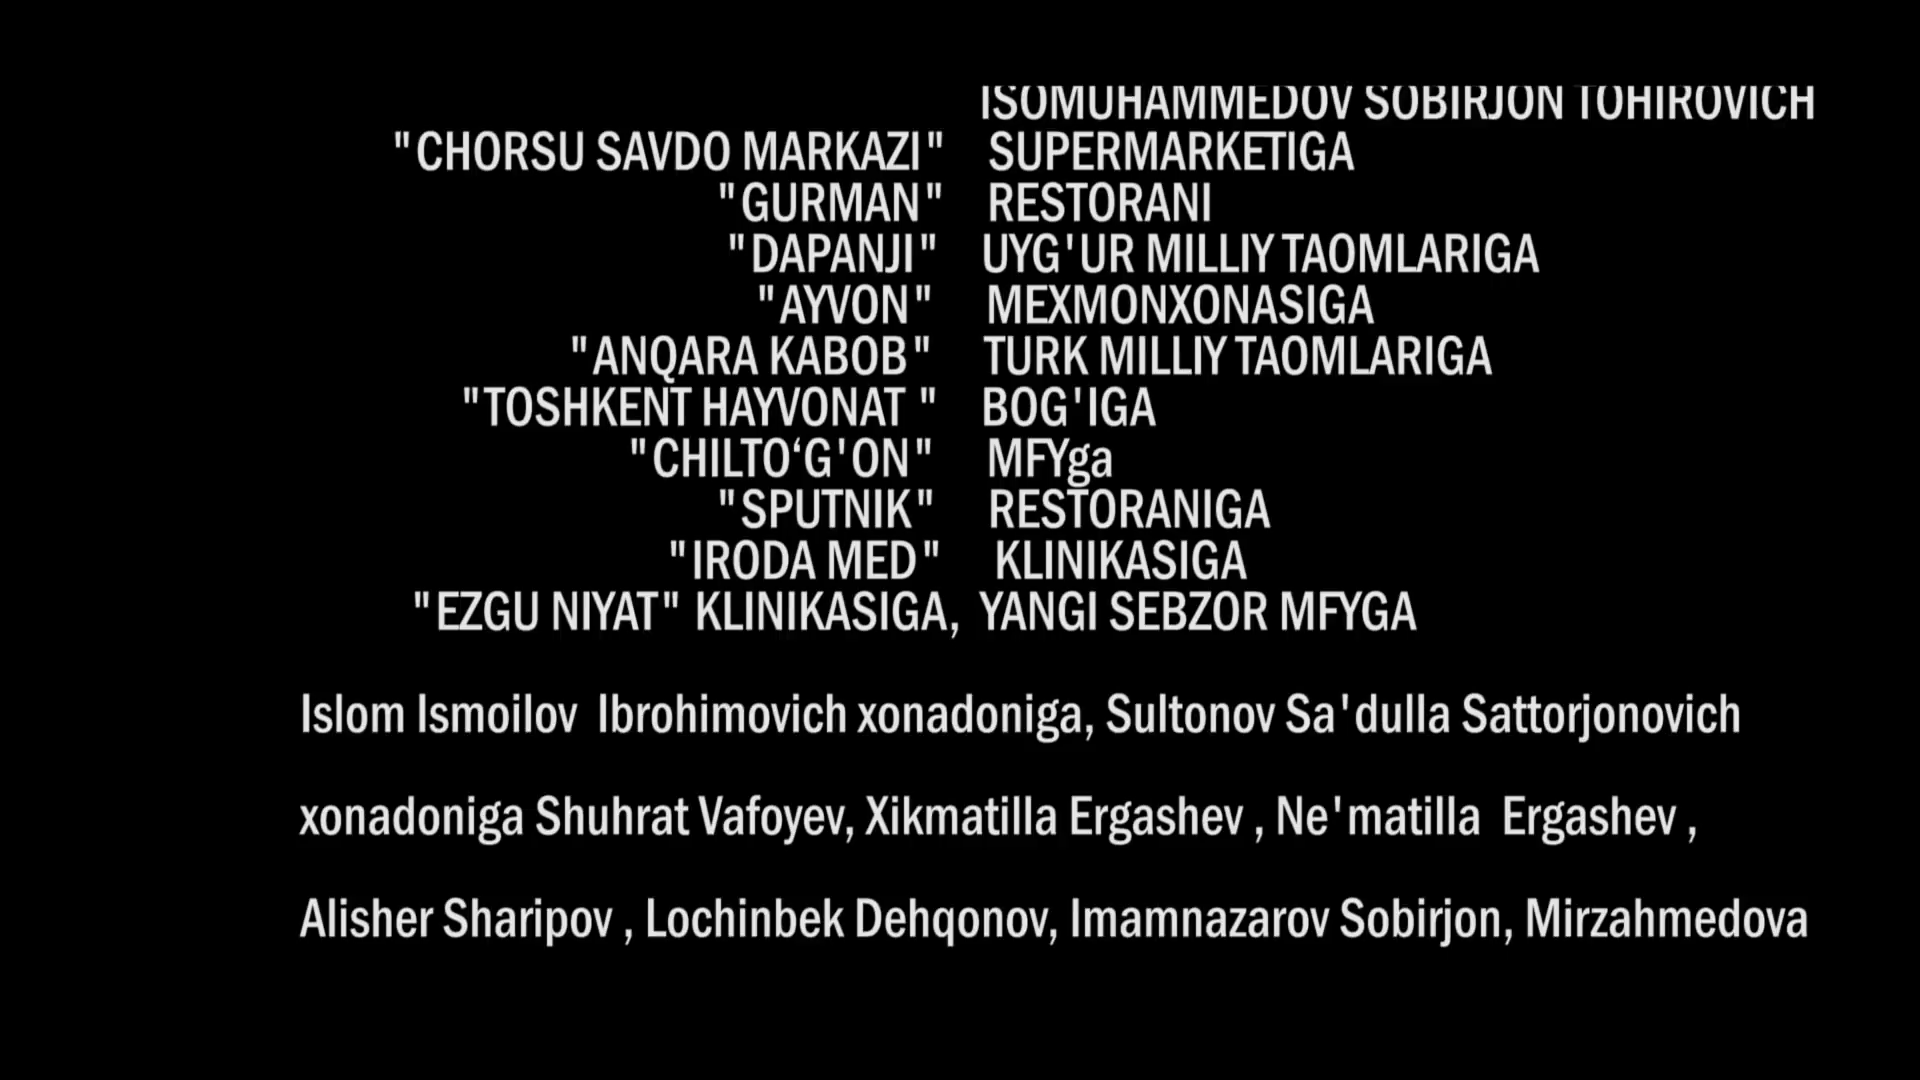 ISOMUHAMMEDOV SOBIRJON TOHIROVICH
"CHORSU SAVDO MARKAZI" SUPERMARKETIGA
"GURMAN" RESTORANI
"DAPANJI" UYG'UR MILLIY TAOMLARIGA
"AYVON" MEXMONXONASIGA
"ANQARA KABOB" TURK MILLIY TAOMLARIGA
"TOSHKENT HAYVONAT " BOG'IGA
"CHILTO‘G'ON" MFYga
"SPUTNIK" RESTORANIGA
"IRODA MED" KLINIKASIGA
"EZGU NIYAT" KLINIKASIGA, YANGI SEBZOR MFYGA
Islom Ismoilov Ibrohimovich xonadoniga, Sultonov Sa'dulla Sattorjonovich
xonadoniga Shuhrat Vafoyev, Xikmatilla Ergashev , Ne'matilla Ergashev ,
Alisher Sharipov , Lochinbek Dehqonov, Imamnazarov Sobirjon, Mirzahmedova